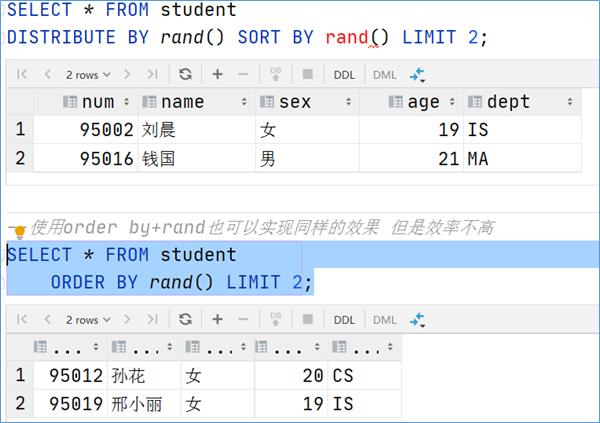 SELECT * FROM student
DISTRIBUTE BY rand() SORT BY rand() LIMIT 2;
2 rows DB DDL DML
num name sex age dept
1 95002 刘晨 女 19 IS
2 95016 钱国 男 21 MA
使用order by+rand也可以实现同样的效果 但是效率不高
SELECT * FROM student
ORDER BY rand() LIMIT 2;
2 rows DB DDL DML
... ... ... ... ...
1 95012 孙花 女 20 CS
2 95019 邢小丽 女 19 IS